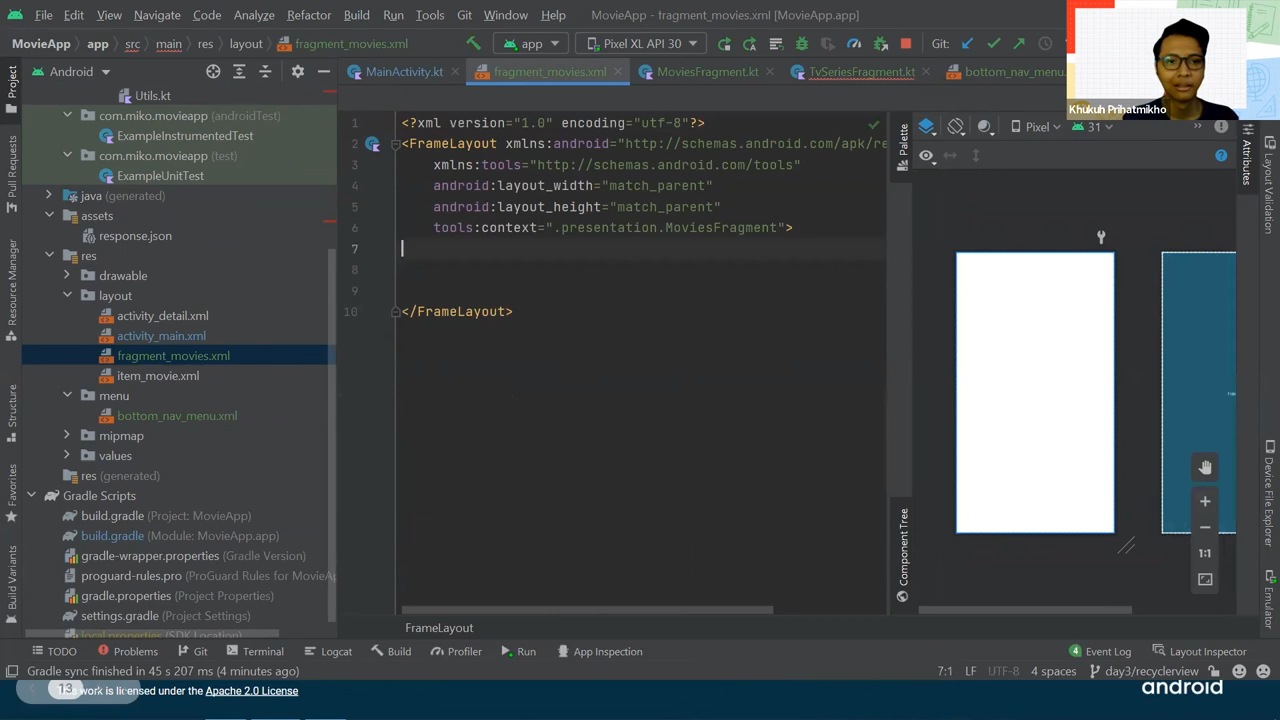 File Edit View Navigate Code Analyze Refactor Build Run Tools Git Window Help MovieApp - fragment_movies.xml [MovieApp.app]
MovieApp app src main res layout fragment_movies.xml app Pixel XL API 30 Git:
Khukuh Prihatmikho
Project
Android
MainActivity.kt
fragment_movies.xml
MoviesFragment.kt
TvSeriesFragment.kt
bottom_nav_menu.
Utils.kt
com.miko.movieapp (androidTest)
ExampleInstrumentedTest
com.miko.movieapp (test)
ExampleUnitTest
java (generated)
assets
response.json
res
drawable
layout
activity_detail.xml
activity_main.xml
fragment_movies.xml
item_movie.xml
menu
bottom_nav_menu.xml
mipmap
values
res (generated)
Gradle Scripts
build.gradle (Project: MovieApp)
build.gradle (Module: MovieApp.app)
gradle-wrapper.properties (Gradle Version)
proguard-rules.pro (ProGuard Rules for MovieA
gradle.properties (Project Properties)
settings.gradle (Project Settings)
local.properties (SDK Location)
Pull Requests
Resource Manager
Structure
Favorites
Build Variants
1 <?xml version="1.0" encoding="utf-8"?>
2 <FrameLayout xmlns:android="http://schemas.android.com/apk/re
3 xmlns:tools="http://schemas.android.com/tools"
4 android:layout_width="match_parent"
5 android:layout_height="match_parent"
6 tools:context=".presentation.MoviesFragment">
7
8
9
10 </FrameLayout>
FrameLayout
Palette
Component Tree
Pixel 31
1:1
Attributes
Layout Validation
Device File Explorer
Emulator
TODO Problems Git Terminal Logcat Build Profiler Run App Inspection 4 Event Log Layout Inspector
Gradle sync finished in 45 s 207 ms (4 minutes ago) 7:1 LF UTF-8 4 spaces day3/recyclerview
13
work is licensed under the Apache 2.0 License
android